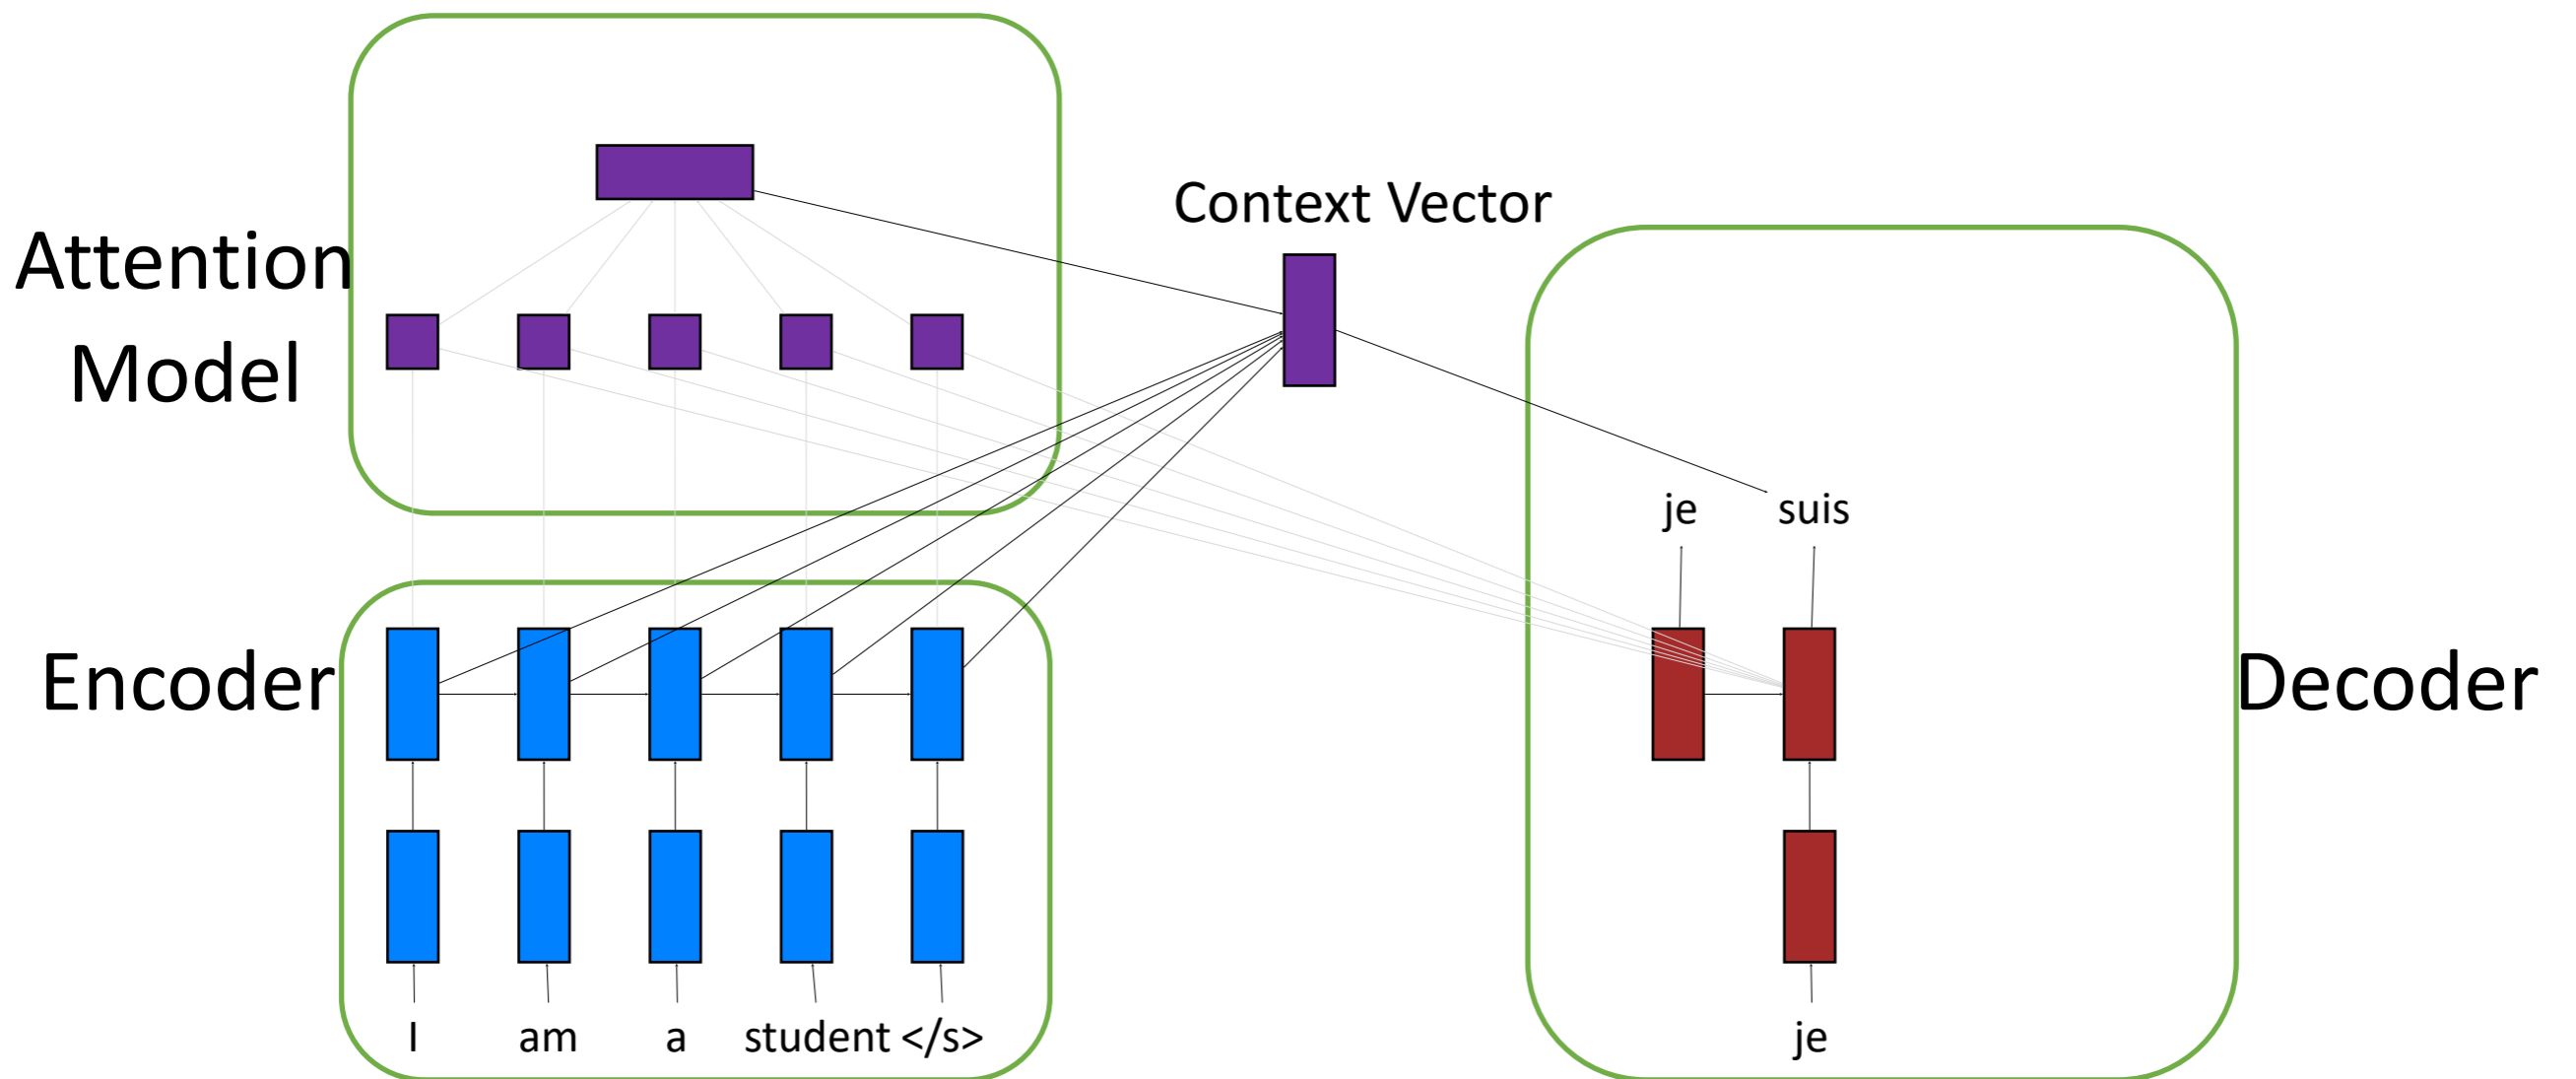 Attention
Model
Context Vector
je suis
Encoder
Decoder
I am a student </s>
je